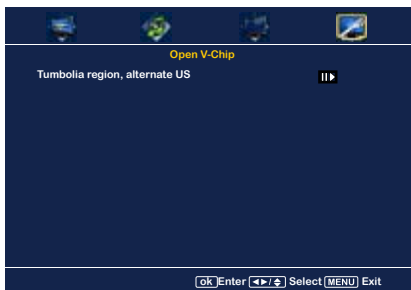 Open V-Chip
Tumbolia region, alternate US
ok Enter ◄►/▲▼ Select MENU Exit